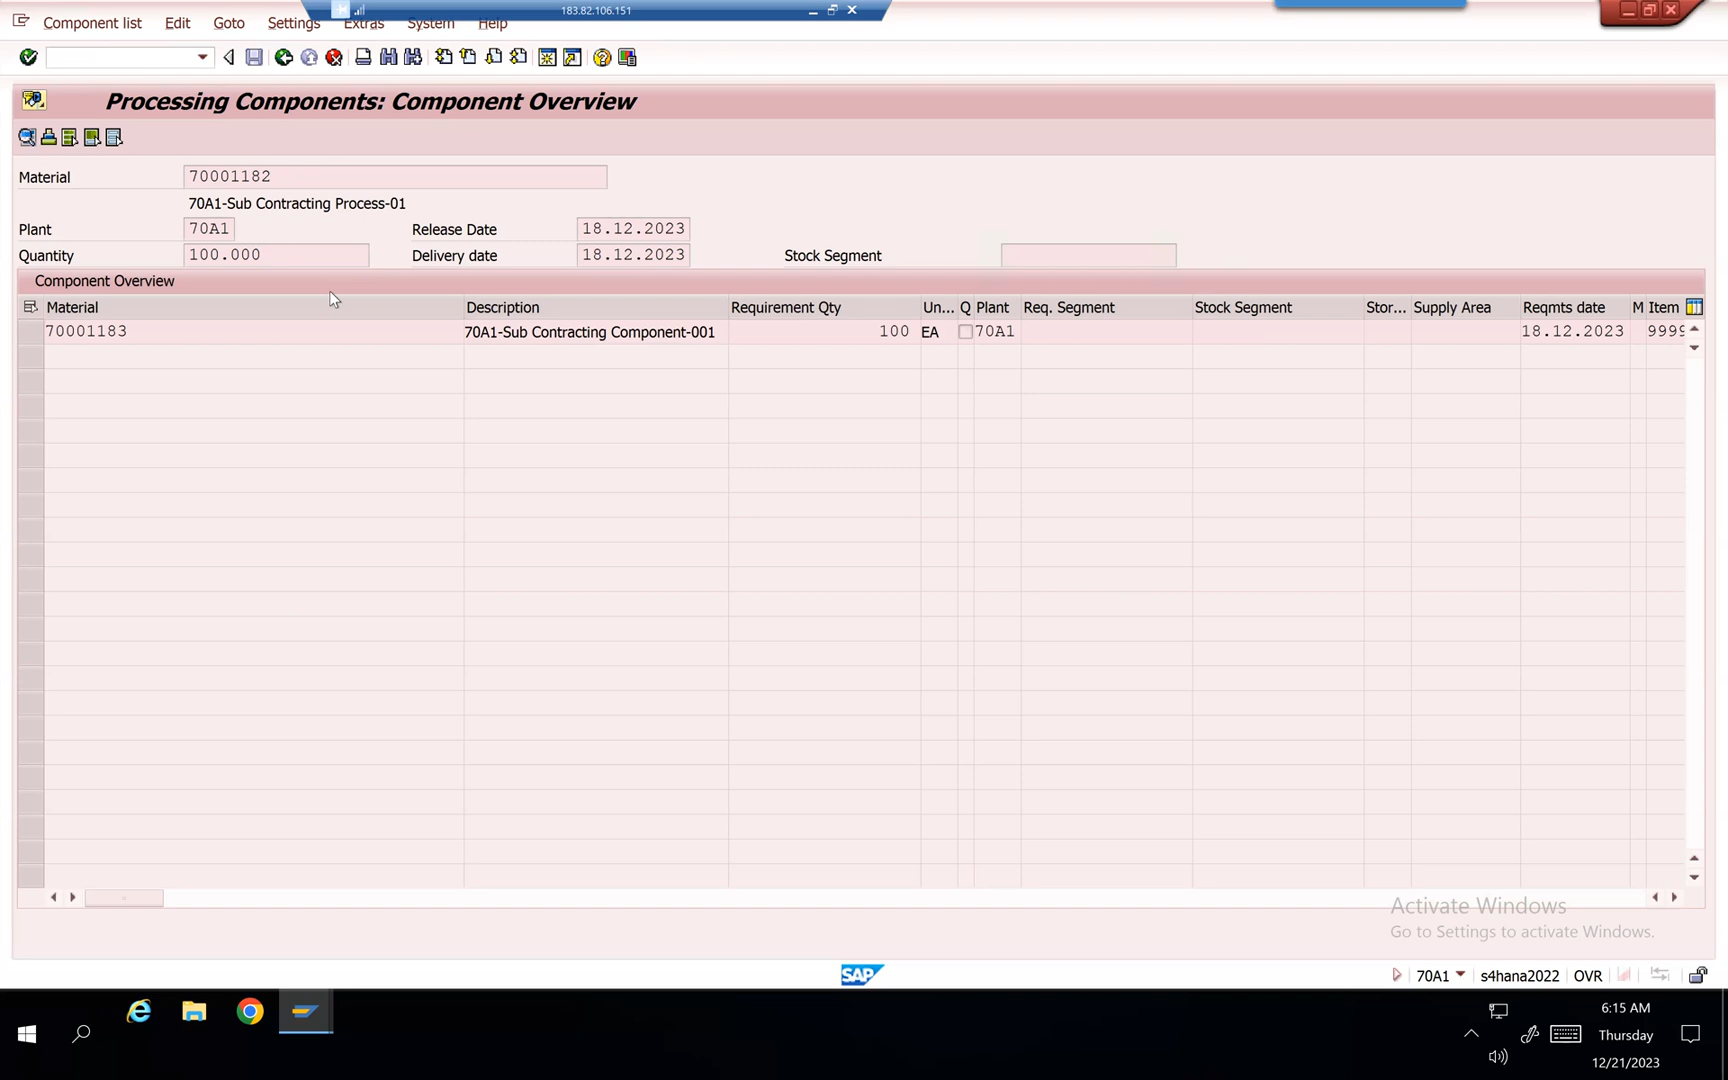 183.82.106.151
Component list Edit Goto Settings Extras System Help
Processing Components: Component Overview
Material 70001182
70A1-Sub Contracting Process-01
Plant 70A1 Release Date 18.12.2023
Quantity 100.000 Delivery date 18.12.2023 Stock Segment
Component Overview
Material Description Requirement Qty Un... Q Plant Req. Segment Stock Segment Stor... Supply Area Reqmts date M Item
70001183 70A1-Sub Contracting Component-001 100 EA 70A1 18.12.2023 9999
Activate Windows
Go to Settings to activate Windows.
SAP 70A1 s4hana2022 OVR
6:15 AM
Thursday
12/21/2023